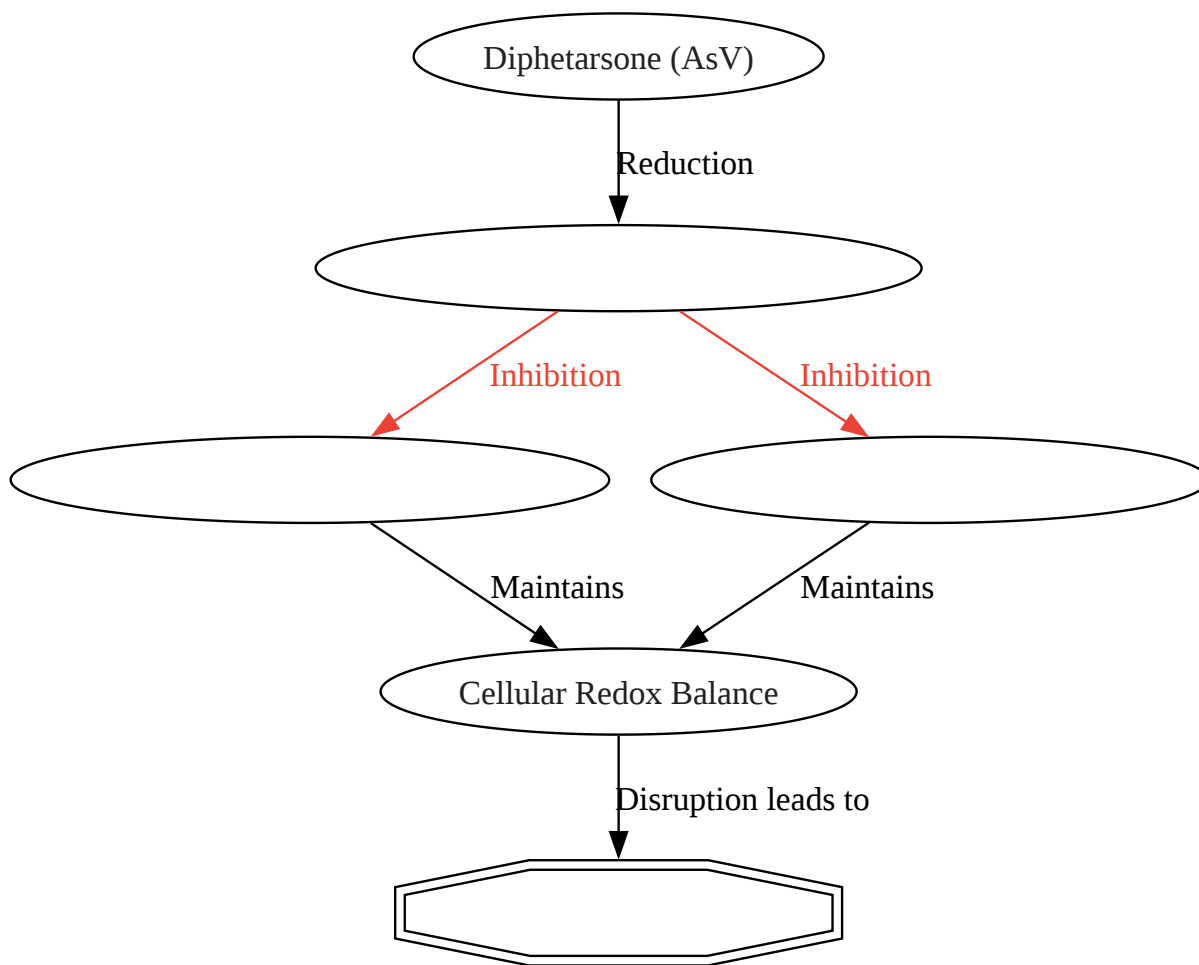 Diphetarsone (AsV)
Reduction
Inhibition
Inhibition
Maintains
Maintains
Cellular Redox Balance
Disruption leads to